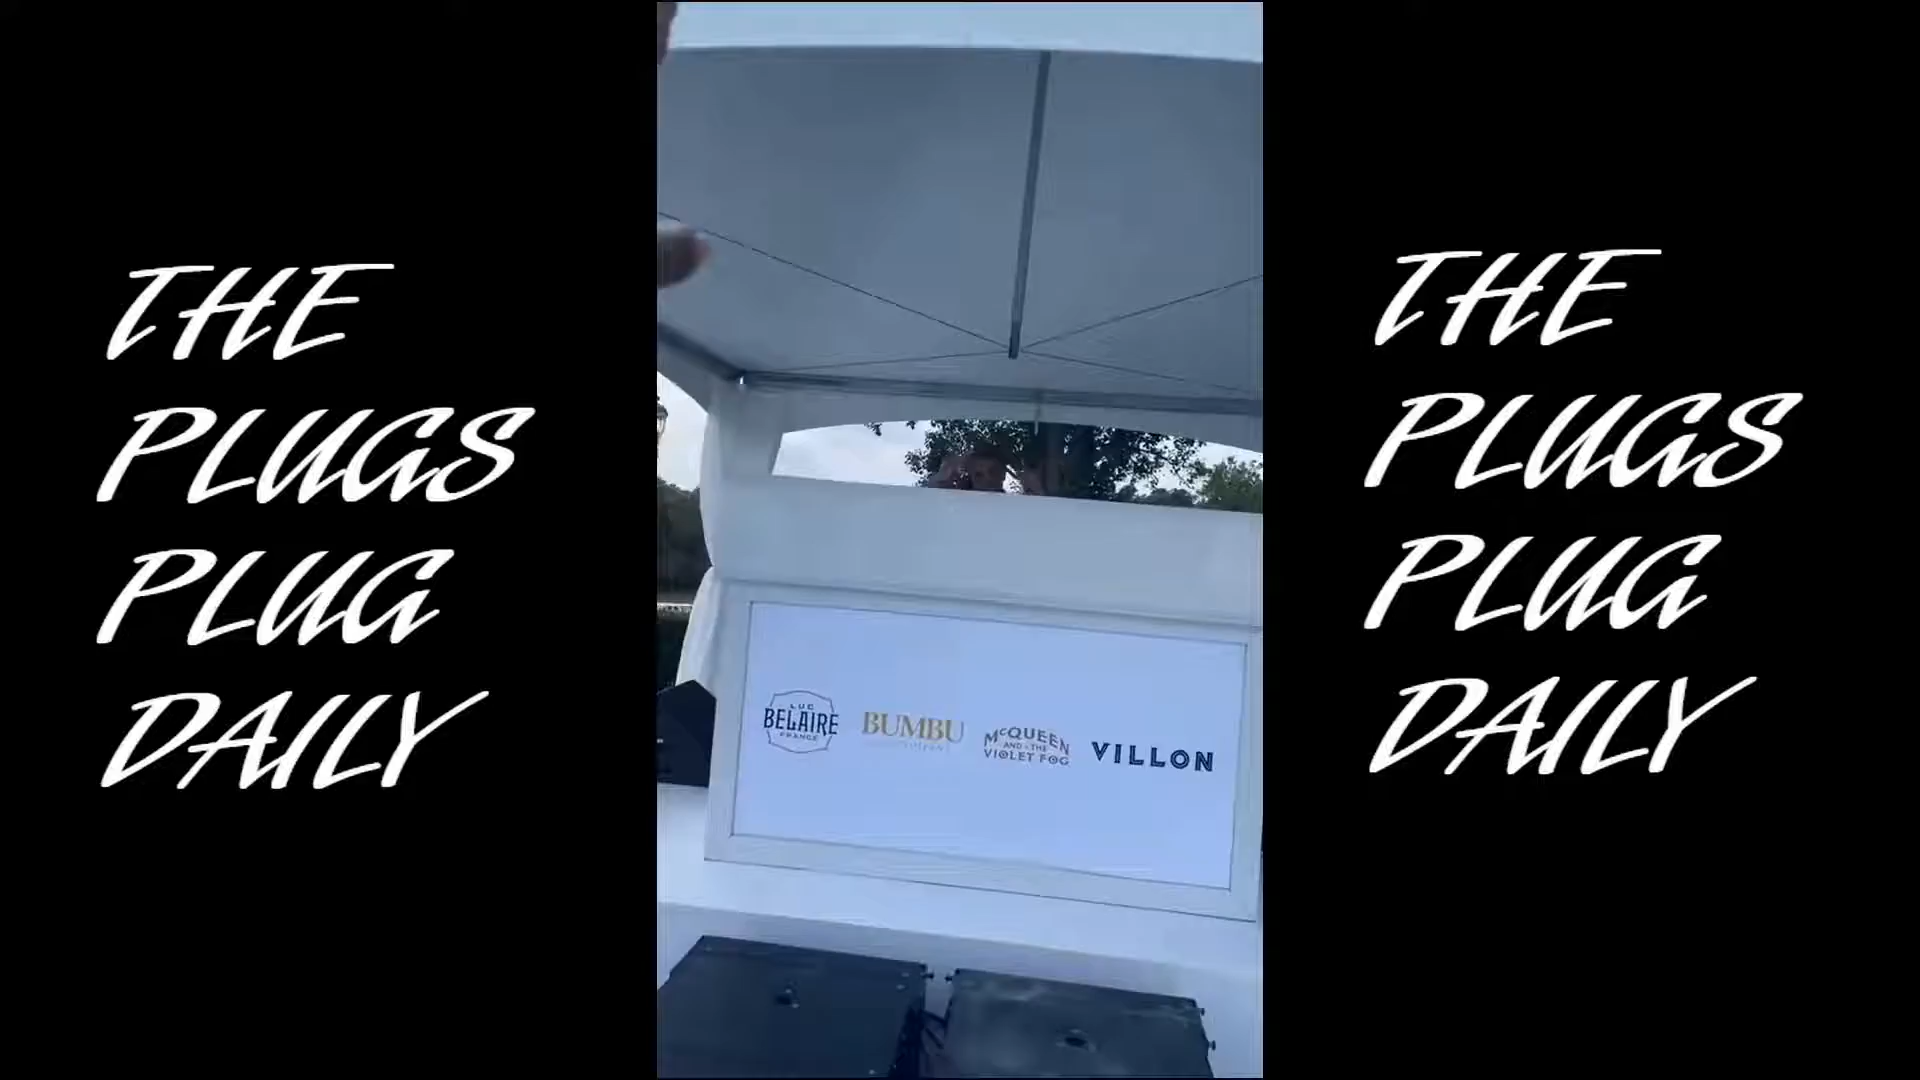 THE
PLUGS
PLUG
DAILY
LUC
BELAIRE
FRANCE
BUMBU
McQUEEN
AND • THE
VIOLET FOG
VILLON
THE
PLUGS
PLUG
DAILY